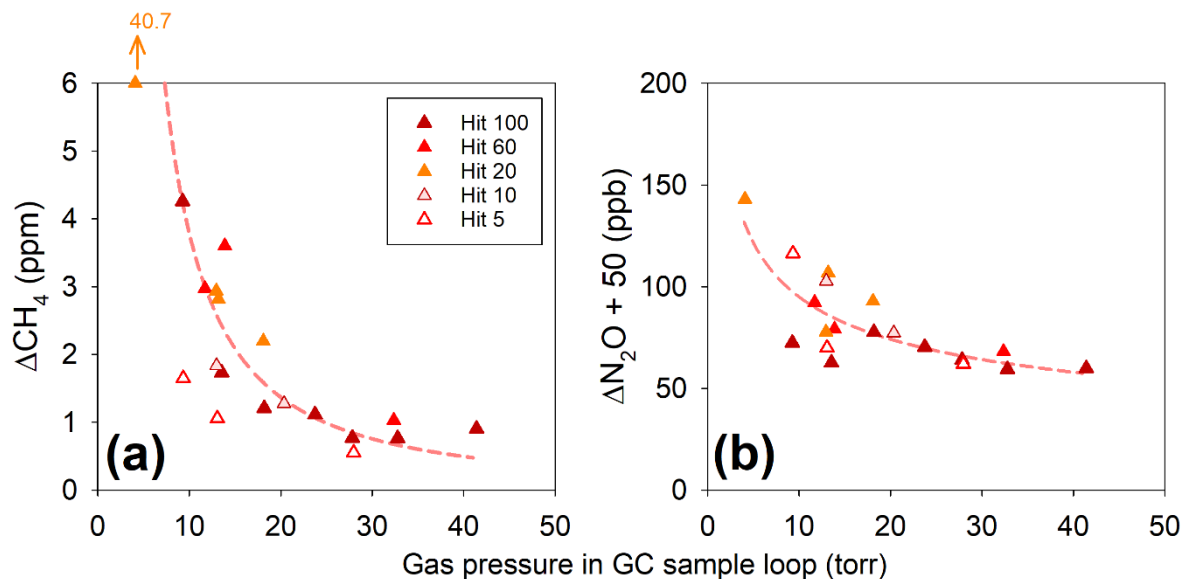 40.7
6
5
4
3
2
1
0
ΔCH₄ (ppm)
Hit 100
Hit 60
Hit 20
Hit 10
Hit 5
(a)
0 10 20 30 40 50
200
150
100
50
0
ΔN₂O + 50 (ppb)
(b)
0 10 20 30 40 50
Gas pressure in GC sample loop (torr)